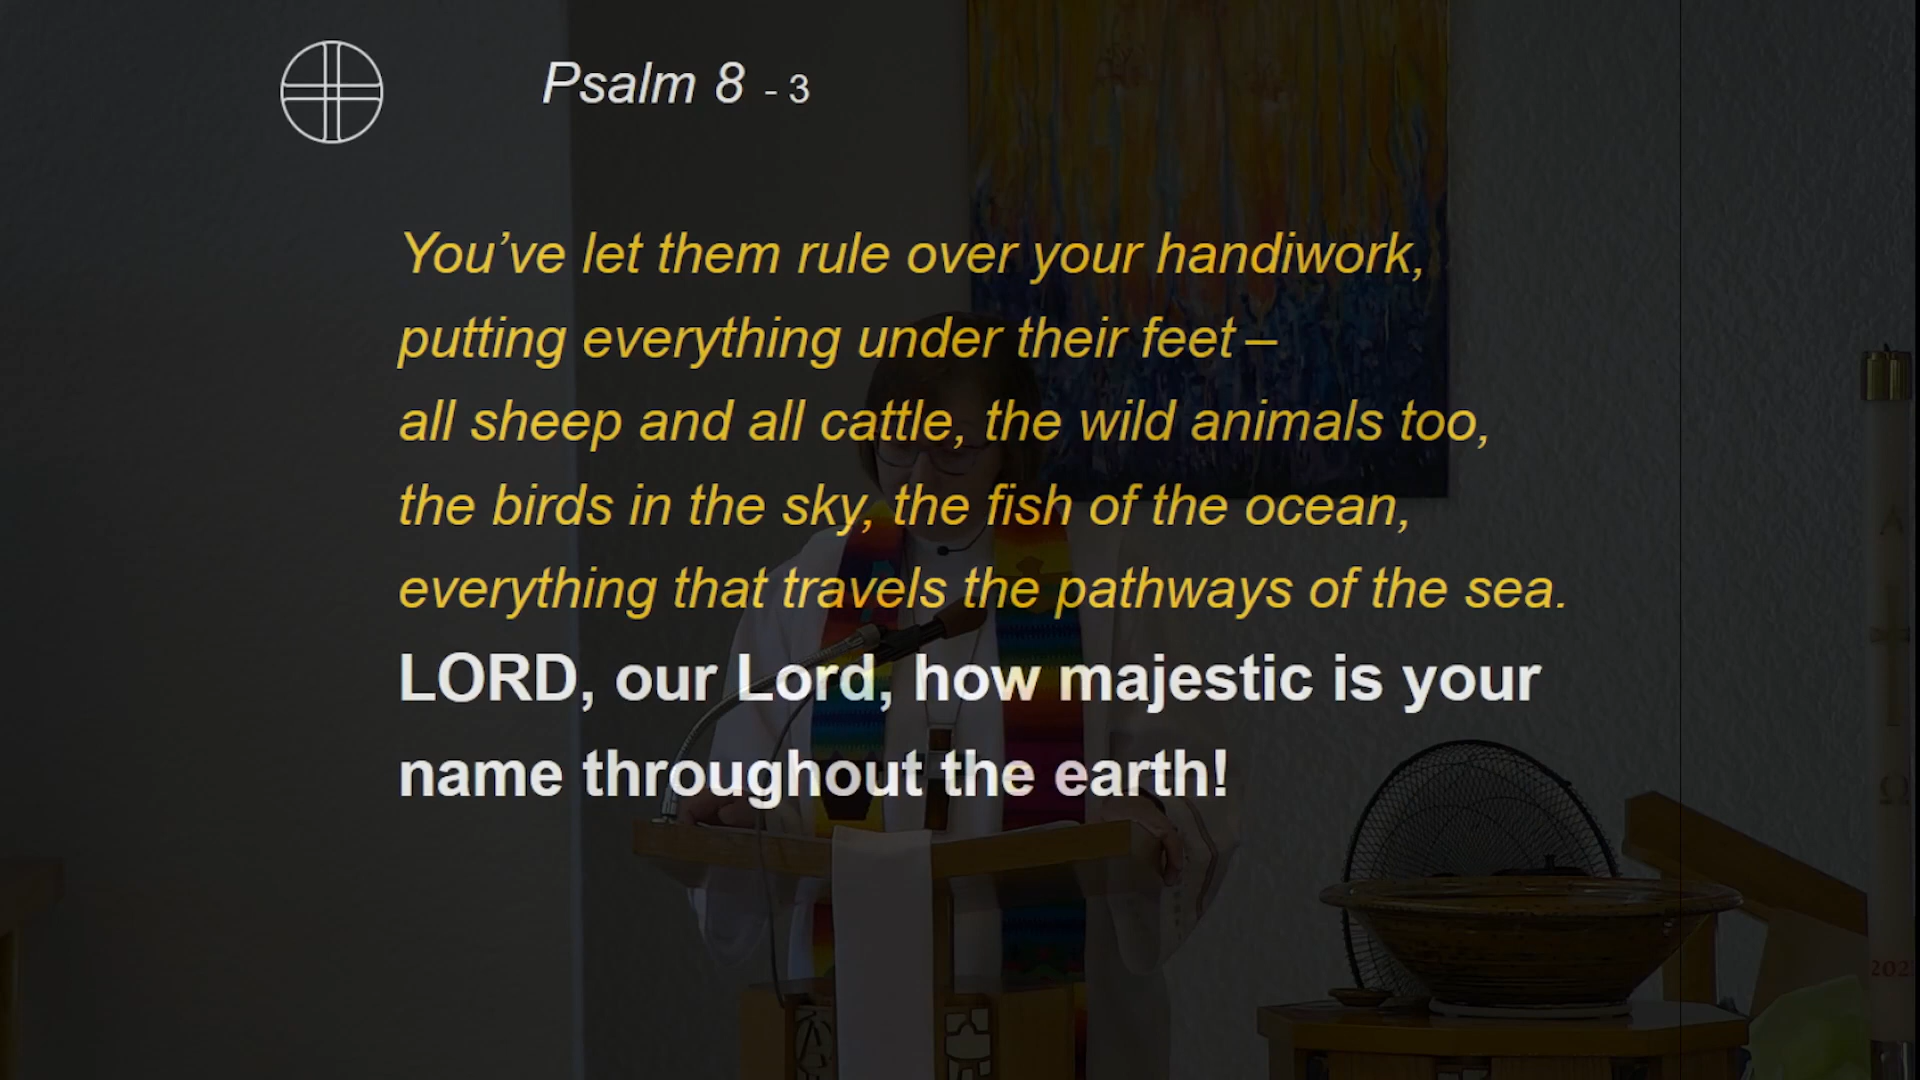 Psalm 8 - 3
You’ve let them rule over your handiwork,
putting everything under their feet –
all sheep and all cattle, the wild animals too,
the birds in the sky, the fish of the ocean,
everything that travels the pathways of the sea.
LORD, our Lord, how majestic is your
name throughout the earth!
Α
Ω
202